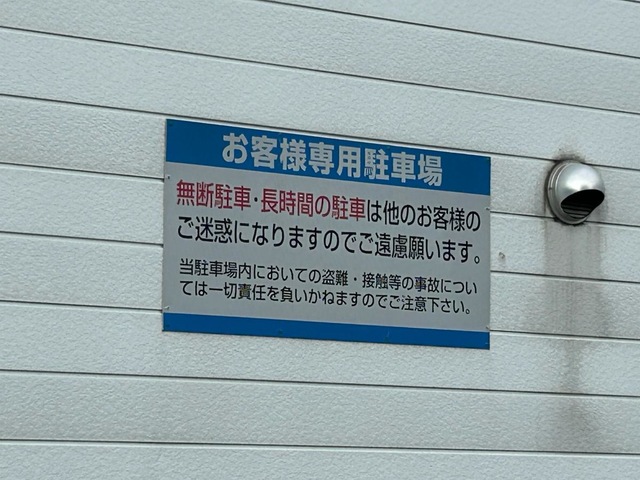 お客様専用駐車場
無断駐車・長時間の駐車は他のお客様の
ご迷惑になりますのでご遠慮願います。
当駐車場内においての盗難・接触等の事故につい
ては一切責任を負いかねますのでご注意下さい。